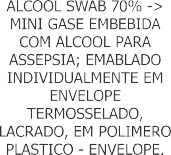 ALCOOL SWAB 70% ->
MINI GASE EMBEBIDA
COM ALCOOL PARA
ASSEPSIA; EMABLADO
INDIVIDUALMENTE EM
ENVELOPE
TERMOSSELADO,
LACRADO, EM POLIMERO
PLASTICO - ENVELOPE.